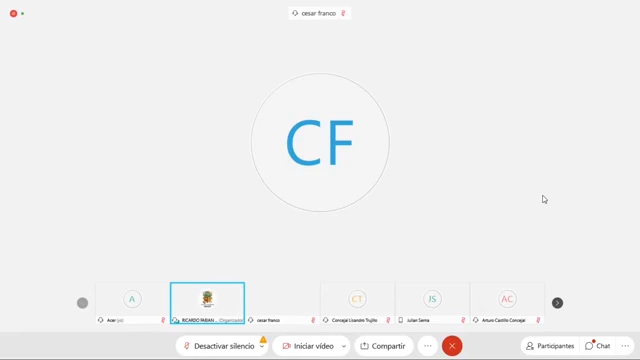 cesar franco
CF
A
CT
JS
AC
Acer
RICARDO FABIAN ...
cesar franco
Concejal Lisandro Trujillo
Julian Serna
Arturo Castillo Concejal
Desactivar silencio
Iniciar vídeo
Compartir
Participantes
Chat